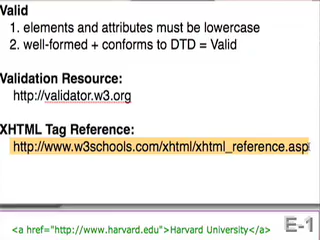 Valid
1. elements and attributes must be lowercase
2. well-formed + conforms to DTD = Valid
Validation Resource:
http://validator.w3.org
XHTML Tag Reference:
http://www.w3schools.com/xhtml/xhtml_reference.asp
E-1
<a href="http://www.harvard.edu">Harvard University</a>